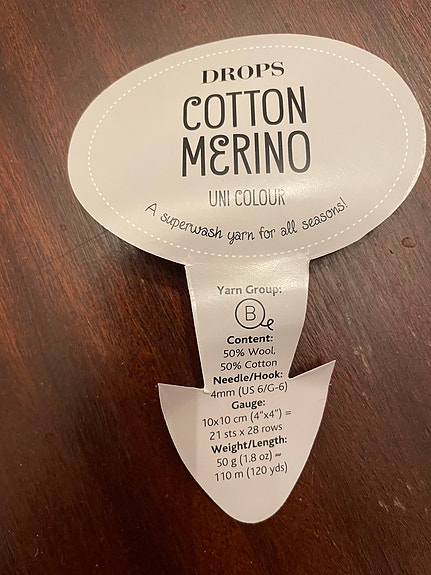 DROPS
COTTON
MERINO
UNI COLOUR
A superwash yarn for all seasons!
Yarn Group:
B
Content:
50% Wool,
50% Cotton
Needle/Hook:
4mm (US 6/G-6)
Gauge:
10x10 cm (4"x4") =
21 sts x 28 rows
Weight/Length:
50 g (1.8 oz) =
110 m (120 yds)